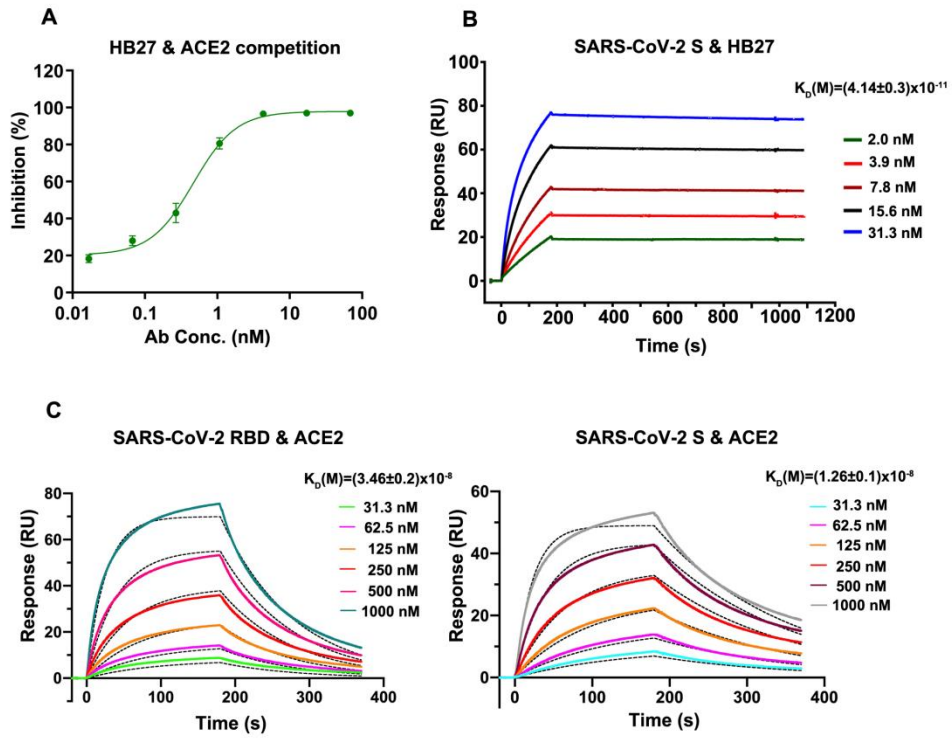 A
HB27 & ACE2 competition
Inhibition (%)
120
100
80
60
40
20
0
0.01 0.1 1 10 100
Ab Conc. (nM)
B
SARS-CoV-2 S & HB27
K_D(M)=(4.14±0.3)x10⁻¹¹
Response (RU)
80
60
40
20
0
2.0 nM
3.9 nM
7.8 nM
15.6 nM
31.3 nM
0 200 400 600 800 1000 1200
Time (s)
C
SARS-CoV-2 RBD & ACE2
K_D(M)=(3.46±0.2)x10⁻⁸
Response (RU)
80
60
40
20
0
31.3 nM
62.5 nM
125 nM
250 nM
500 nM
1000 nM
0 100 200 300 400
Time (s)
SARS-CoV-2 S & ACE2
K_D(M)=(1.26±0.1)x10⁻⁸
Response (RU)
60
40
20
0
31.3 nM
62.5 nM
125 nM
250 nM
500 nM
1000 nM
0 100 200 300 400
Time (s)